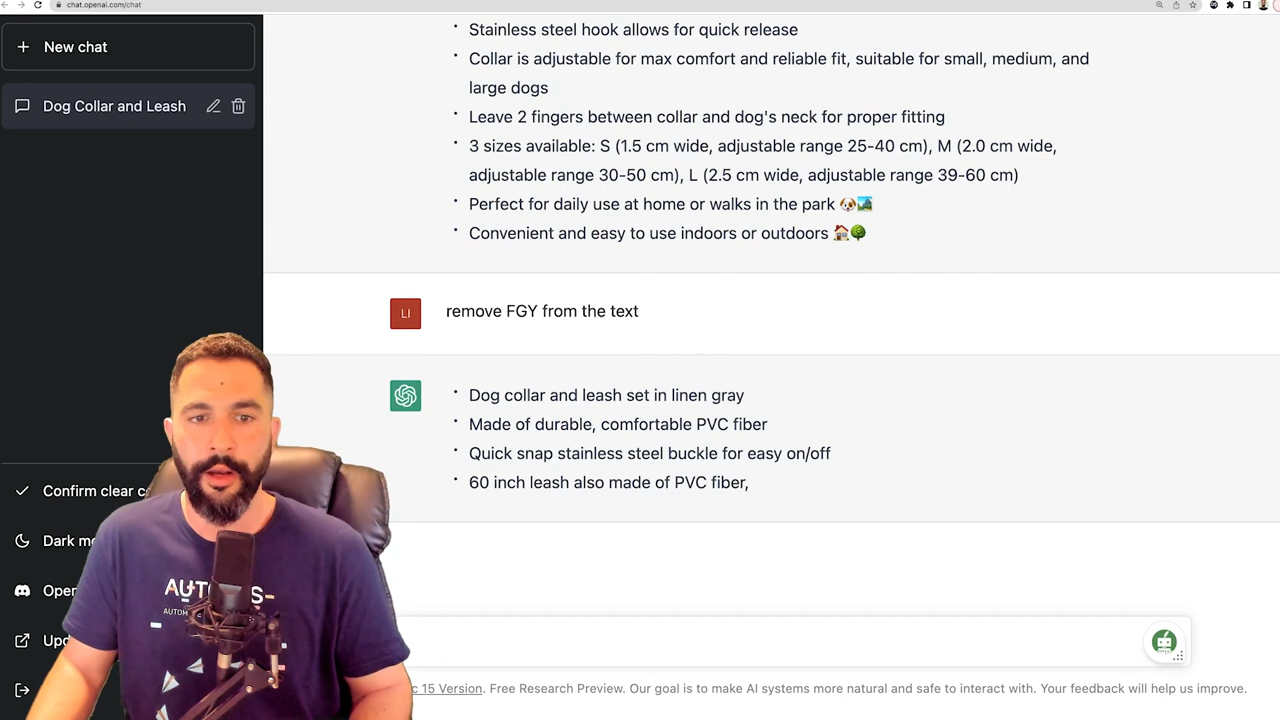 chat.openai.com/chat
New chat
Dog Collar and Leash
Stainless steel hook allows for quick release
Collar is adjustable for max comfort and reliable fit, suitable for small, medium, and
large dogs
Leave 2 fingers between collar and dog's neck for proper fitting
3 sizes available: S (1.5 cm wide, adjustable range 25-40 cm), M (2.0 cm wide,
adjustable range 30-50 cm), L (2.5 cm wide, adjustable range 39-60 cm)
Perfect for daily use at home or walks in the park 🐶🏞️
Convenient and easy to use indoors or outdoors 🏠🌳
LI
remove FGY from the text
Dog collar and leash set in linen gray
Made of durable, comfortable PVC fiber
Quick snap stainless steel buckle for easy on/off
60 inch leash also made of PVC fiber,
Confirm clear c
Dark m
Open
Up
c 15 Version. Free Research Preview. Our goal is to make AI systems more natural and safe to interact with. Your feedback will help us improve.